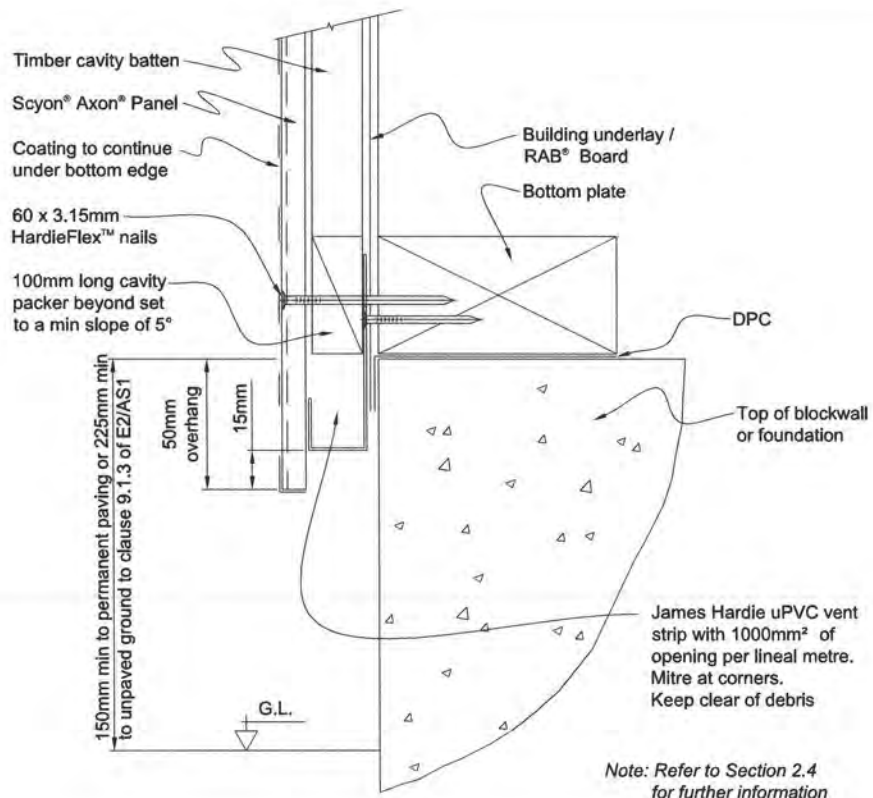 Timber cavity batten
Scyon® Axon® Panel
Coating to continue
under bottom edge
60 x 3.15mm
HardieFlex™ nails
100mm long cavity
packer beyond set
to a min slope of 5°
150mm min to permanent paving or 225mm min
to unpaved ground to clause 9.1.3 of E2/AS1
50mm
overhang
15mm
G.L.
Building underlay /
RAB® Board
Bottom plate
DPC
Top of blockwall
or foundation
James Hardie uPVC vent
strip with 1000mm² of
opening per lineal metre.
Mitre at corners.
Keep clear of debris
Note: Refer to Section 2.4
for further information